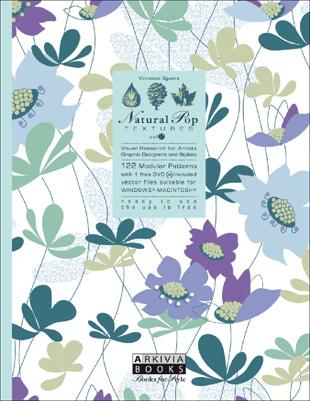 Vincenzo Sguera
Natural Pop
TEXTURES
Visual Research for Artists
Graphic Designers and Stylists
122 Modular Patterns
with 1 free DVD included
vector files suitable for
WINDOWS®-MACINTOSH®
ready to use
the use is free
ARKIVIA
BOOKS
Books for Style